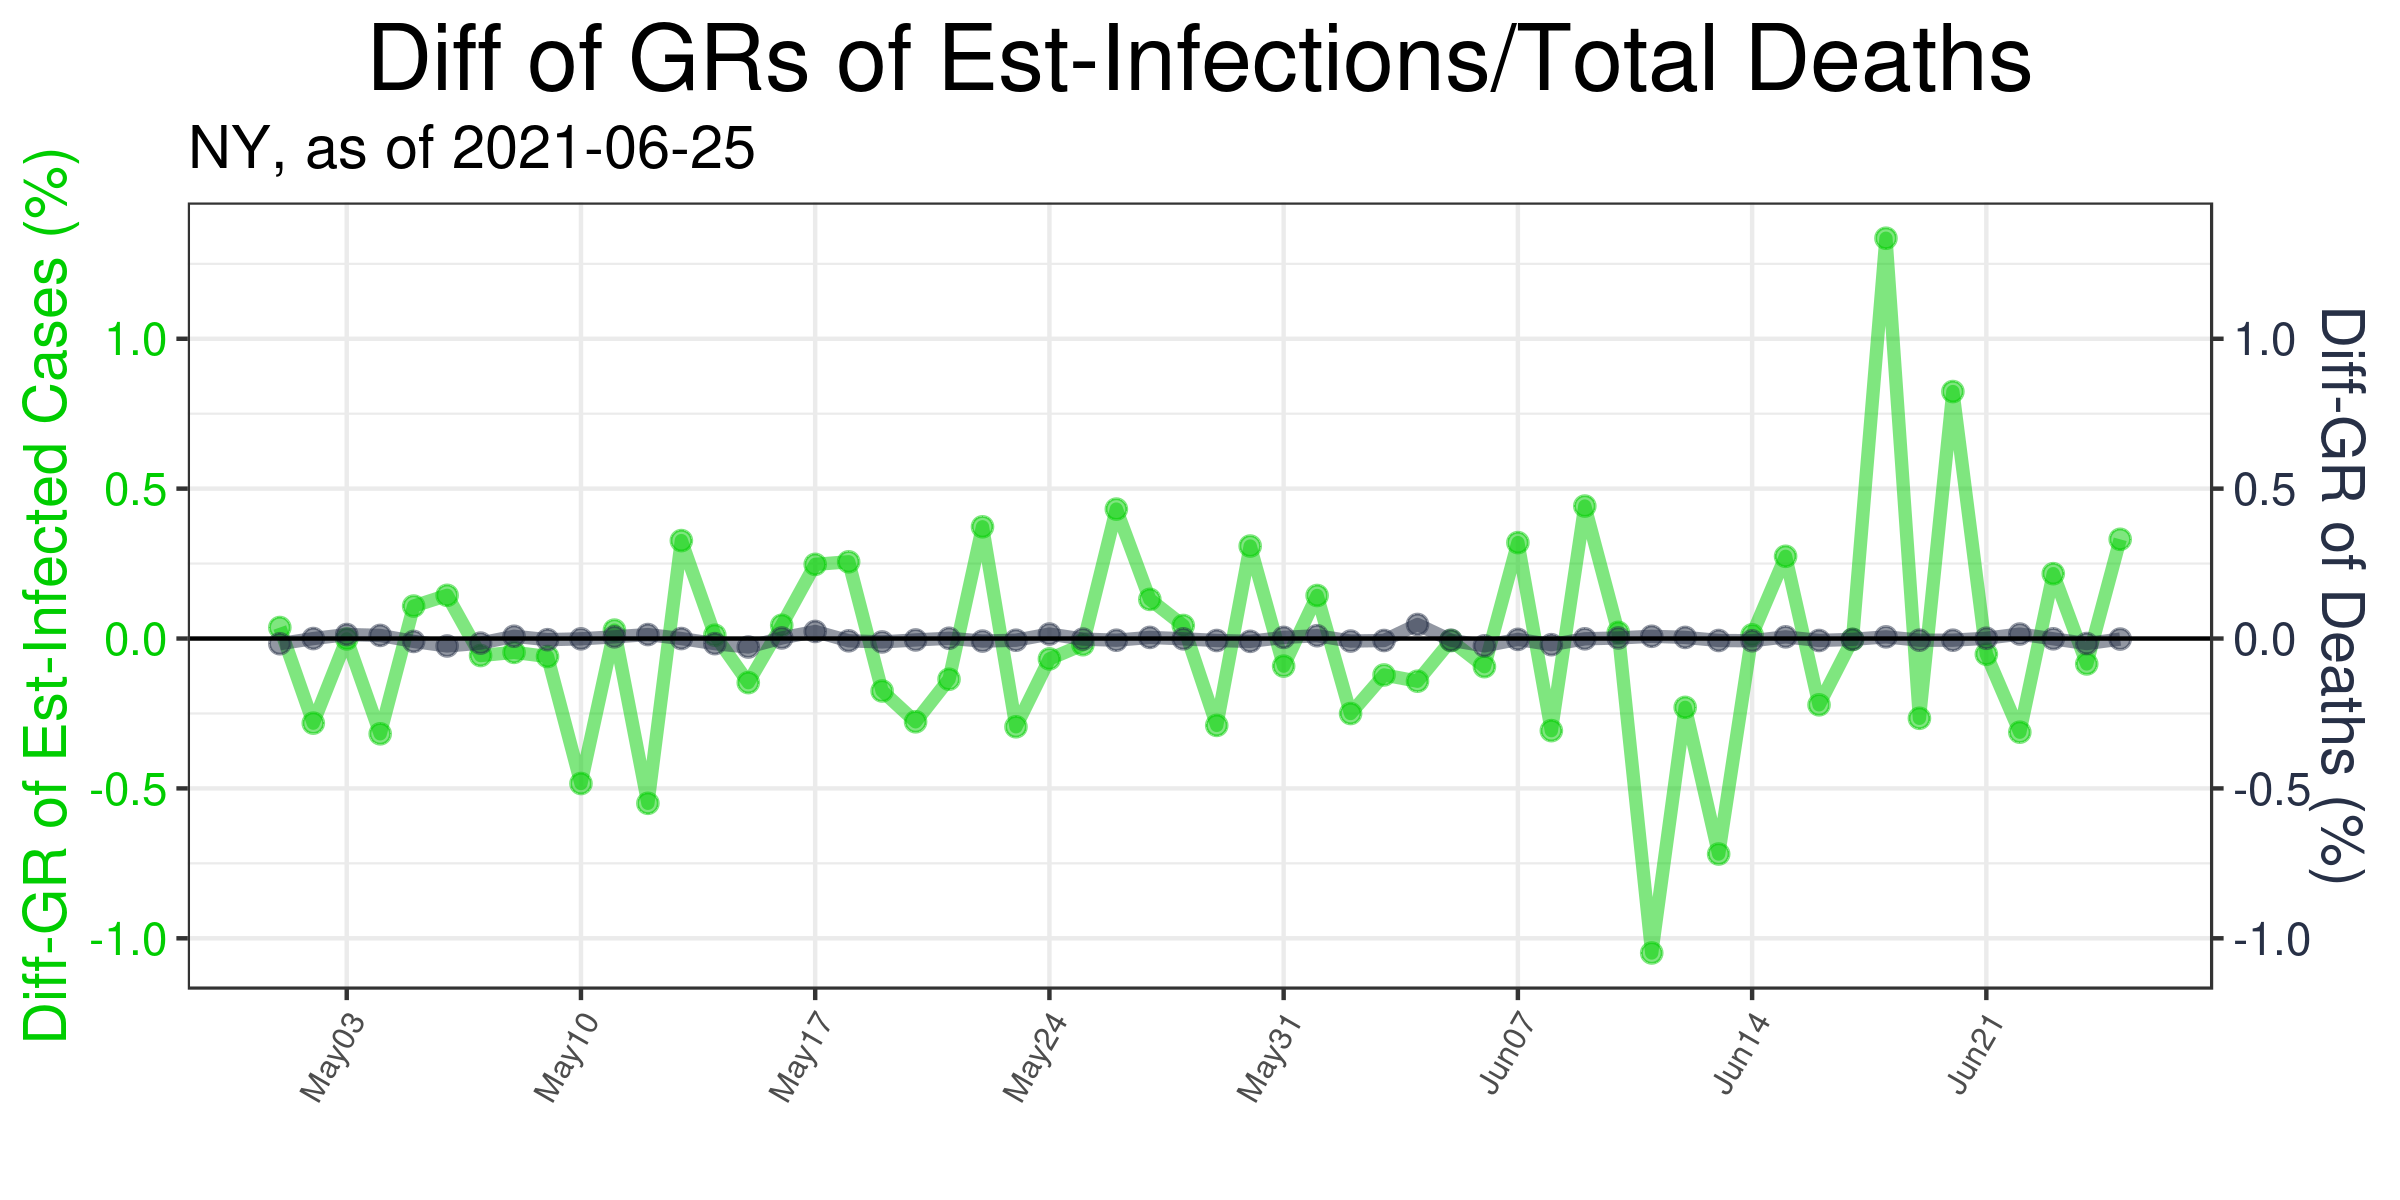 Diff of GRs of Est-Infections/Total Deaths
NY, as of 2021-06-25
Diff-GR of Est-Infected Cases (%)
1.0
0.5
0.0
-0.5
-1.0
1.0
0.5
0.0
-0.5
-1.0
Diff-GR of Deaths (%)
May03
May10
May17
May24
May31
Jun07
Jun14
Jun21